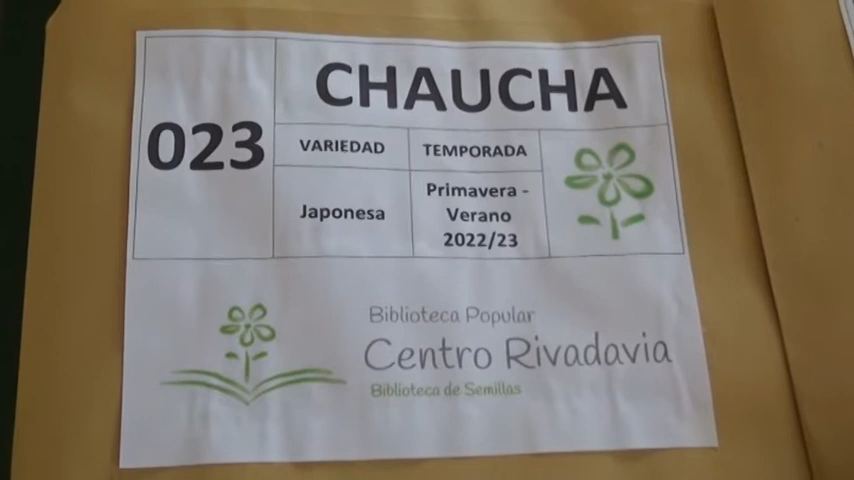 023
CHAUCHA
VARIEDAD
TEMPORADA
Japonesa
Primavera -
Verano
2022/23
Biblioteca Popular
Centro Rivadavia
Biblioteca de Semillas